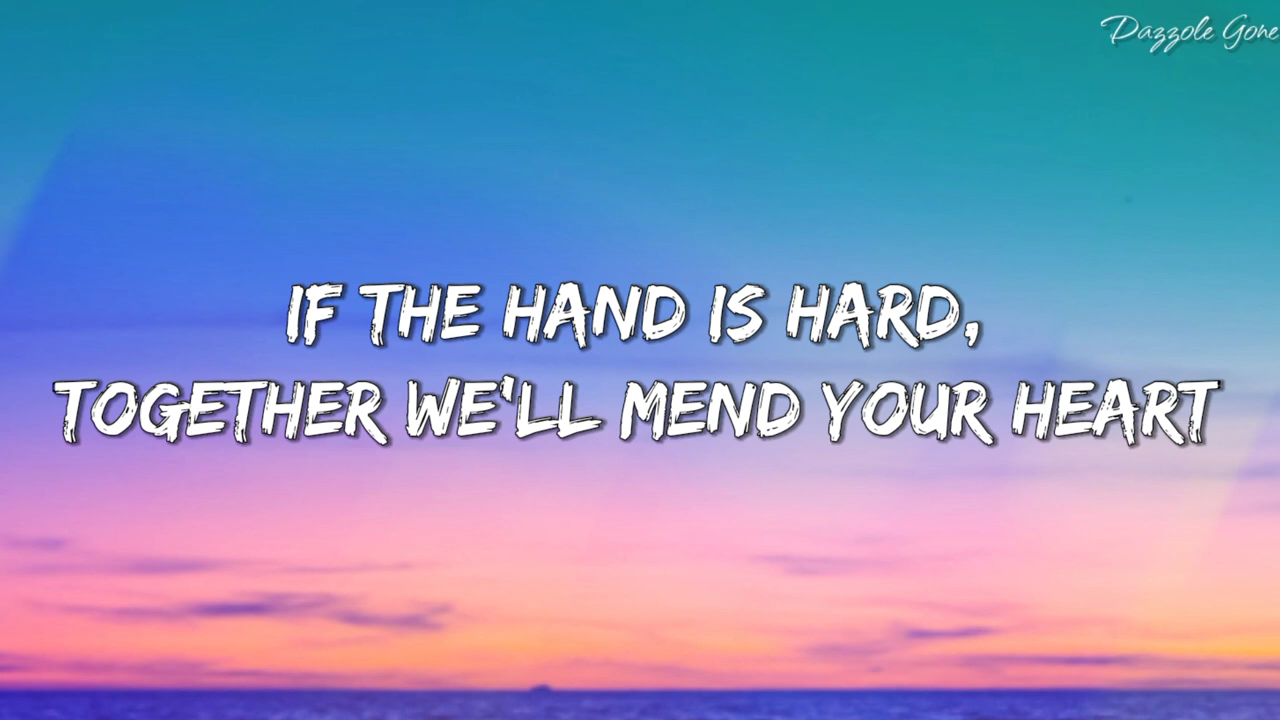 Dazzole Gone
IF THE HAND IS HARD,
TOGETHER WE'LL MEND YOUR HEART